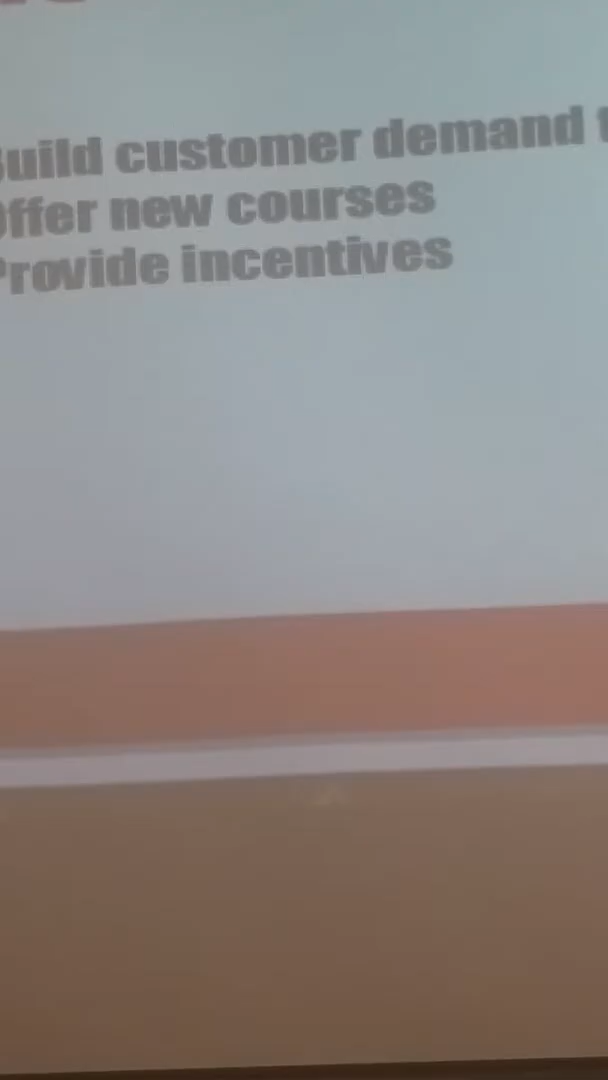 Build customer demand
Offer new courses
Provide incentives